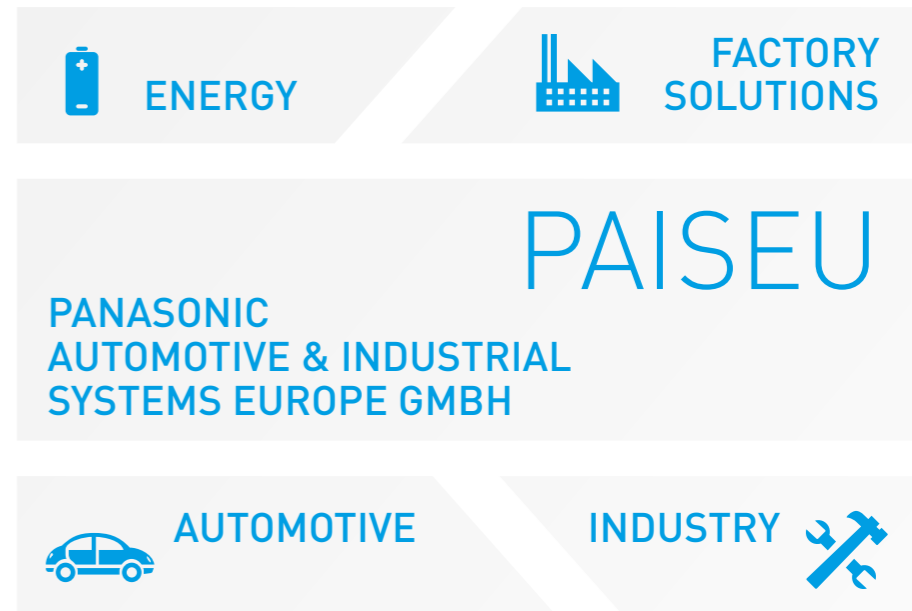 ENERGY
FACTORY
SOLUTIONS
PAISEU
PANASONIC
AUTOMOTIVE & INDUSTRIAL
SYSTEMS EUROPE GMBH
AUTOMOTIVE
INDUSTRY